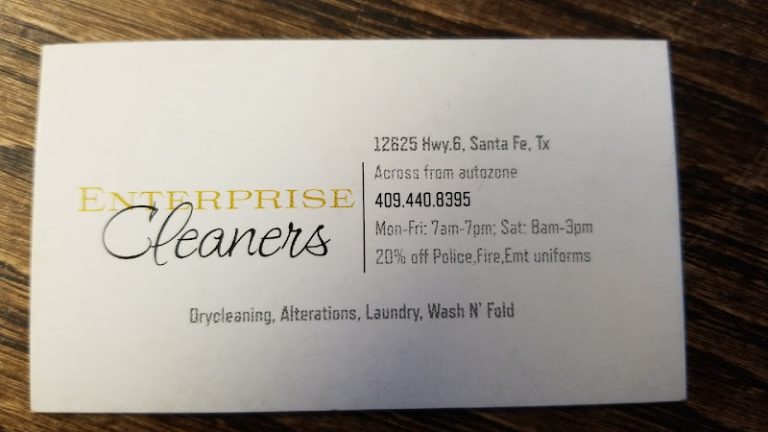 Enterprise
Cleaners
12625 Hwy.6, Santa Fe, Tx
Across from autozone
409.440.8395
Mon-Fri: 7am-7pm; Sat: 8am-3pm
20% off Police,Fire,Emt uniforms
Drycleaning, Alterations, Laundry, Wash N' Fold